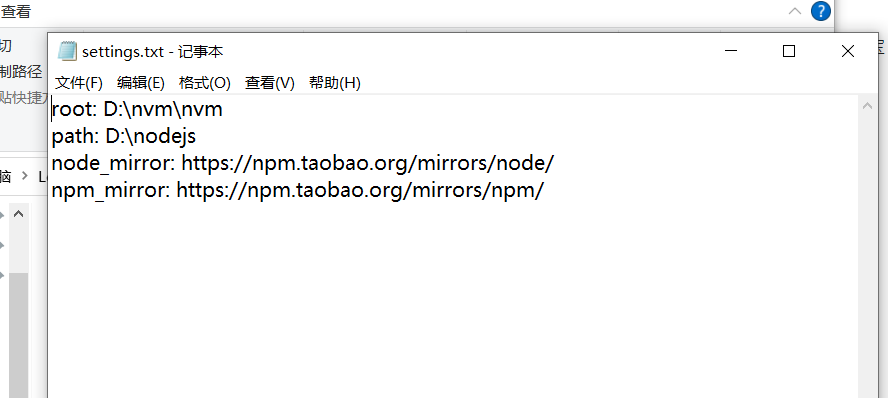 查看
切
制路径
贴快捷方
脑 > Lo
settings.txt - 记事本
文件(F) 编辑(E) 格式(O) 查看(V) 帮助(H)
root: D:\nvm\nvm
path: D:\nodejs
node_mirror: https://npm.taobao.org/mirrors/node/
npm_mirror: https://npm.taobao.org/mirrors/npm/